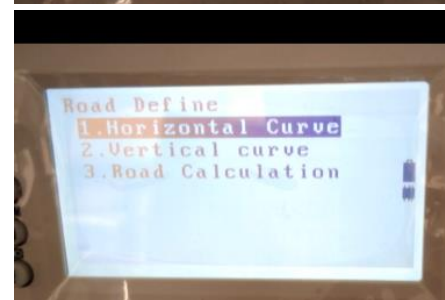 Road Define
1.Horizontal Curve
2.Vertical curve
3.Road Calculation